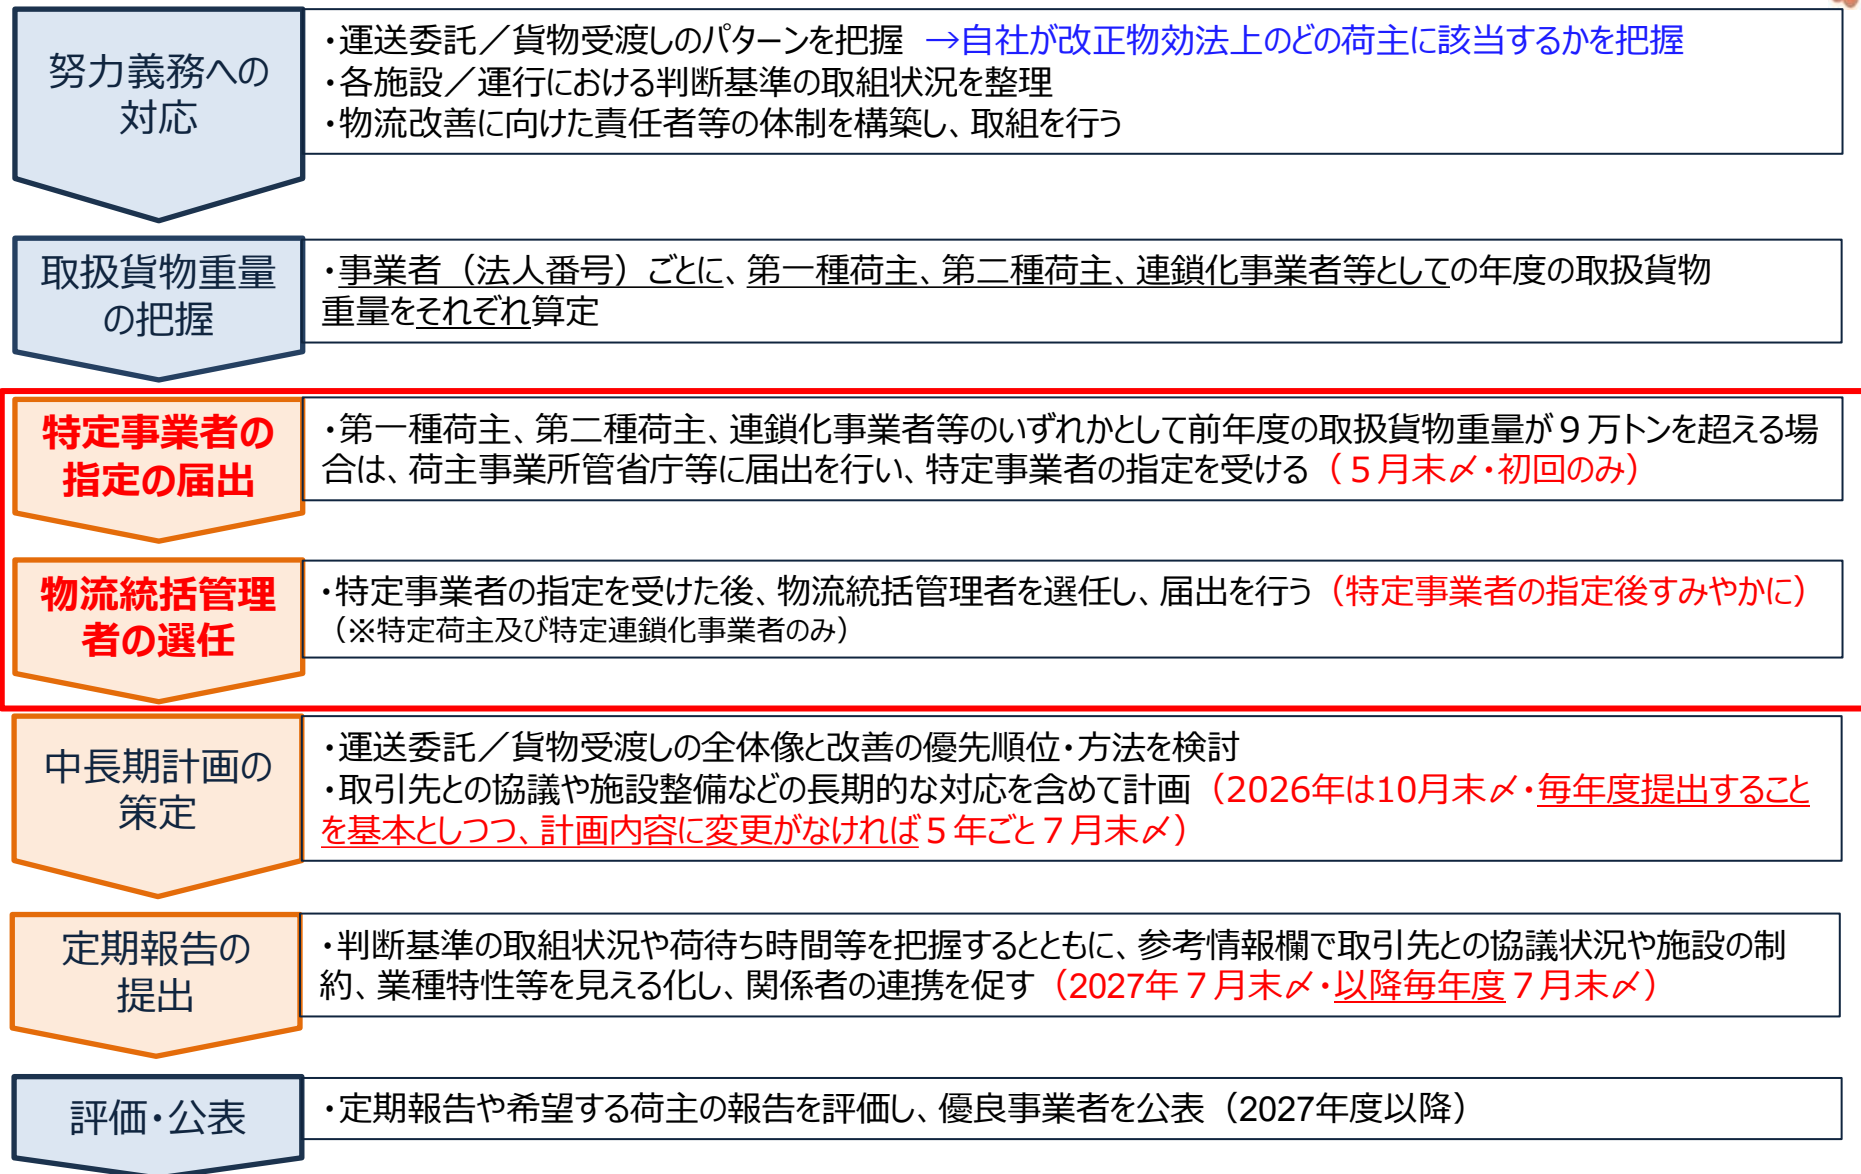 努力義務への
対応
・運送委託／貨物受渡しのパターンを把握 →自社が改正物効法上のどの荷主に該当するかを把握
・各施設／運行における判断基準の取組状況を整理
・物流改善に向けた責任者等の体制を構築し、取組を行う
取扱貨物重量
の把握
・事業者（法人番号）ごとに、第一種荷主、第二種荷主、連鎖化事業者等としての年度の取扱貨物
重量をそれぞれ算定
特定事業者の
指定の届出
・第一種荷主、第二種荷主、連鎖化事業者等のいずれかとして前年度の取扱貨物重量が９万トンを超える場
合は、荷主事業所管省庁等に届出を行い、特定事業者の指定を受ける（５月末〆・初回のみ）
物流統括管理
者の選任
・特定事業者の指定を受けた後、物流統括管理者を選任し、届出を行う（特定事業者の指定後すみやかに）
（※特定荷主及び特定連鎖化事業者のみ）
中長期計画の
策定
・運送委託／貨物受渡しの全体像と改善の優先順位・方法を検討
・取引先との協議や施設整備などの長期的な対応を含めて計画（2026年は10月末〆・毎年度提出すること
を基本としつつ、計画内容に変更がなければ５年ごと７月末〆）
定期報告の
提出
・判断基準の取組状況や荷待ち時間等を把握するとともに、参考情報欄で取引先との協議状況や施設の制
約、業種特性等を見える化し、関係者の連携を促す（2027年７月末〆・以降毎年度７月末〆）
評価・公表
・定期報告や希望する荷主の報告を評価し、優良事業者を公表（2027年度以降）